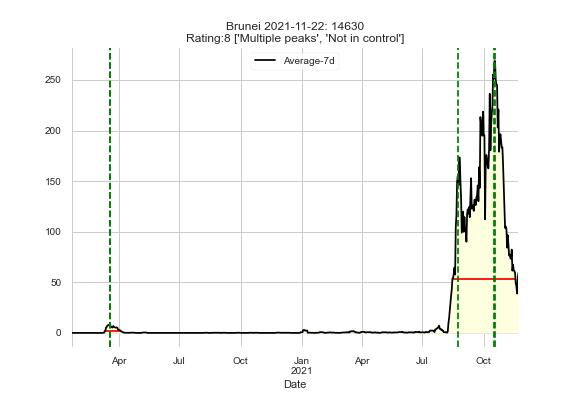 Brunei 2021-11-22: 14630
Rating:8 ['Multiple peaks', 'Not in control']
Average-7d
250
200
150
100
50
0
Apr Jul Oct Jan Apr Jul Oct
2021
Date